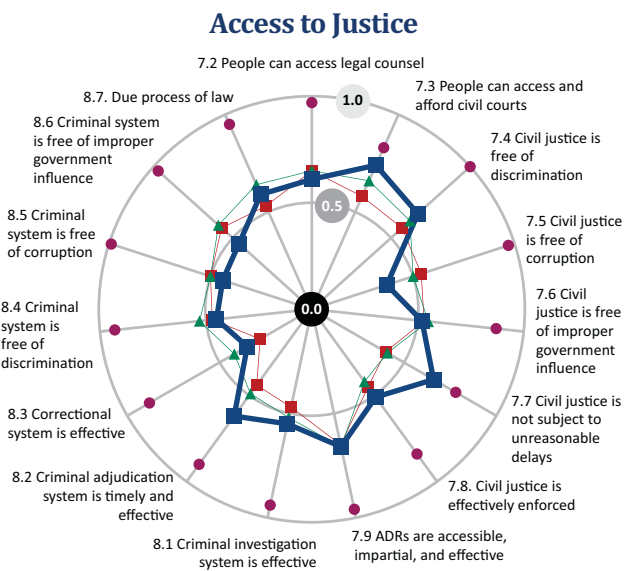 Access to Justice
7.2 People can access legal counsel
1.0
7.3 People can access and
afford civil courts
7.4 Civil justice is
free of
discrimination
7.5 Civil justice
is free of
corruption
7.6 Civil
justice is free
of improper
government
influence
7.7 Civil justice is
not subject to
unreasonable
delays
7.8. Civil justice is
effectively enforced
7.9 ADRs are accessible,
impartial, and effective
8.1 Criminal investigation
system is effective
8.2 Criminal adjudication
system is timely and
effective
8.3 Correctional
system is effective
8.4 Criminal
system is
free of
discrimination
8.5 Criminal
system is free
of corruption
8.6 Criminal system
is free of improper
government
influence
8.7. Due process of law
0.5
0.0